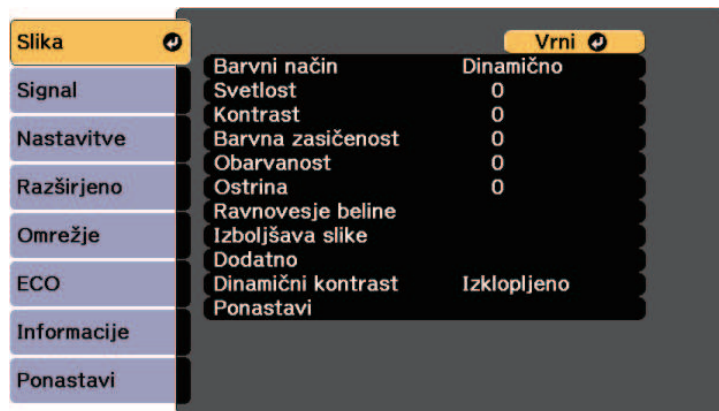 Slika
Signal
Nastavitve
Razširjeno
Omrežje
ECO
Informacije
Ponastavi
Vrni
Barvni način Dinamično
Svetlost 0
Kontrast 0
Barvna zasičenost 0
Obarvanost 0
Ostrina 0
Ravnovesje beline
Izboljšava slike
Dodatno
Dinamični kontrast Izklopljeno
Ponastavi